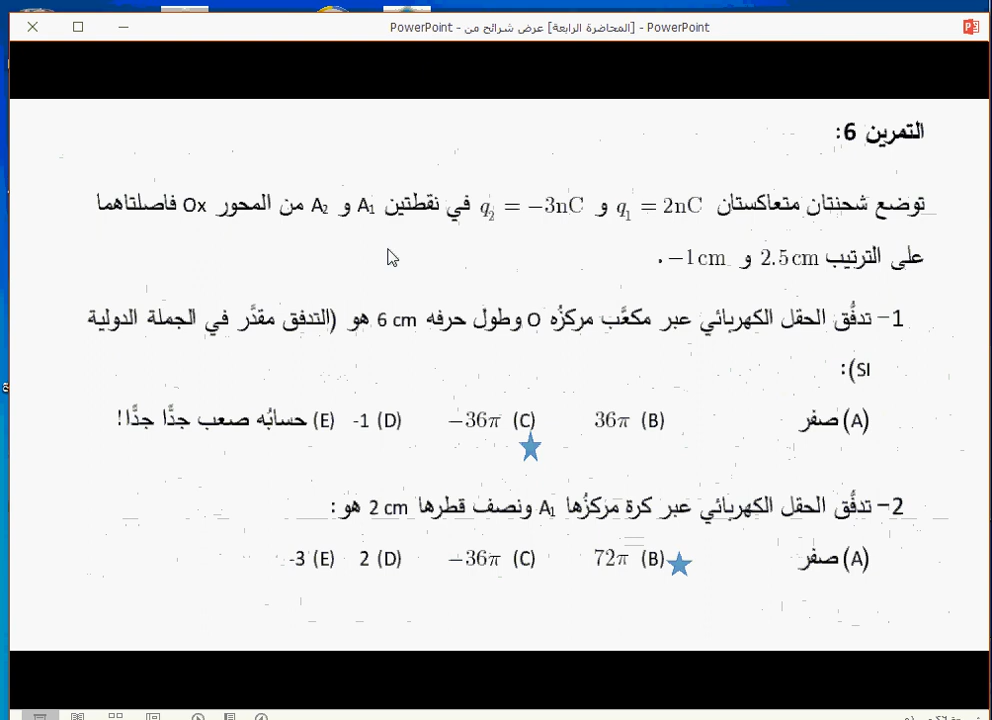 PowerPoint - [المحاضرة الرابعة] عرض شرائح من - PowerPoint
التمرين 6:
توضع شحنتان متعاكستان q₁ = 2nC و q₂ = −3nC في نقطتين A₁ و A₂ من المحور Ox فاصلتاهما
على الترتيب 2.5cm و −1cm .
1− تدفُّق الحقل الكهربائي عبر مكعَّب مركزُه O وطول حرفه 6 cm هو (التدفق مقدَّر في الجملة الدولية
SI):
(A) صفر (B) 36π (C) −36π (D) -1 (E) حسابُه صعب جدًّا جدًّا!
2− تدفُّق الحقل الكهربائي عبر كرة مركزُها A₁ ونصف قطرها 2 cm هو:
(A) صفر (B) 72π (C) −36π (D) 2 (E) -3